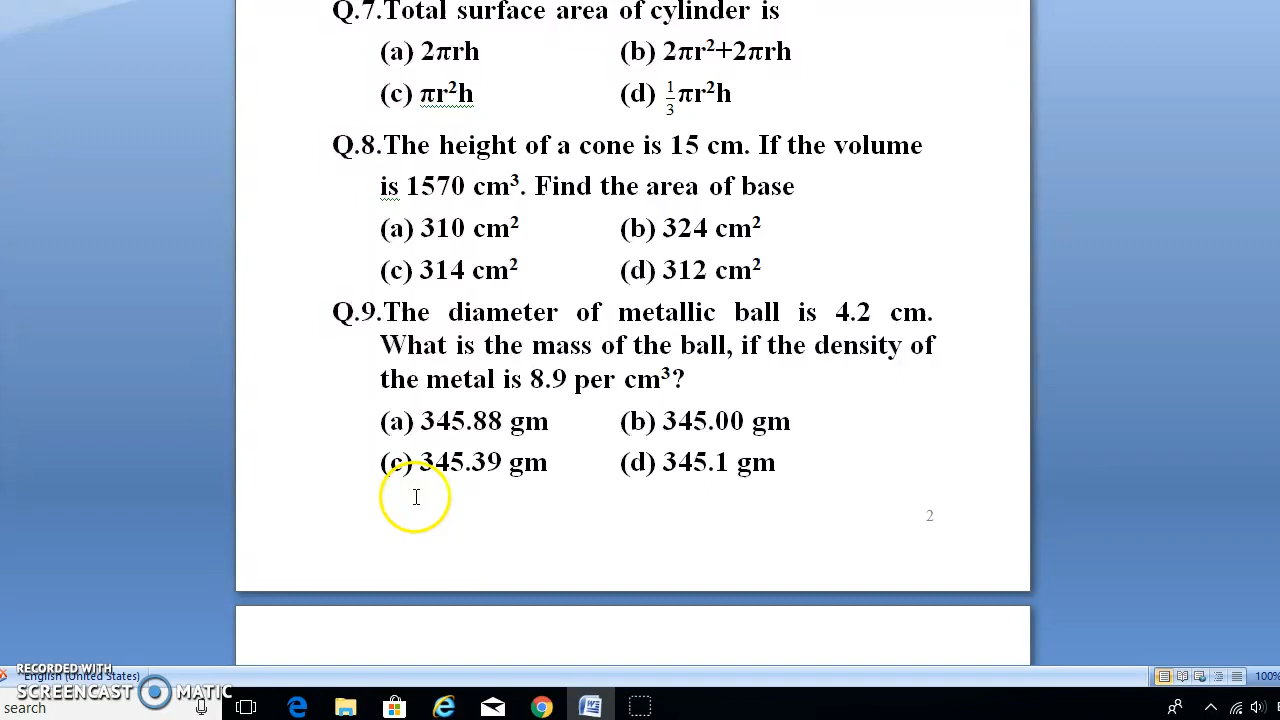 Q.7.Total surface area of cylinder is
(a) 2πrh (b) 2πr²+2πrh
(c) πr²h (d) 1/3πr²h
Q.8.The height of a cone is 15 cm. If the volume
is 1570 cm³. Find the area of base
(a) 310 cm² (b) 324 cm²
(c) 314 cm² (d) 312 cm²
Q.9.The diameter of metallic ball is 4.2 cm.
What is the mass of the ball, if the density of
the metal is 8.9 per cm³?
(a) 345.88 gm (b) 345.00 gm
(c) 345.39 gm (d) 345.1 gm
2
RECORDED WITH
English (United States)
100%
SCREENCAST MATIC
search